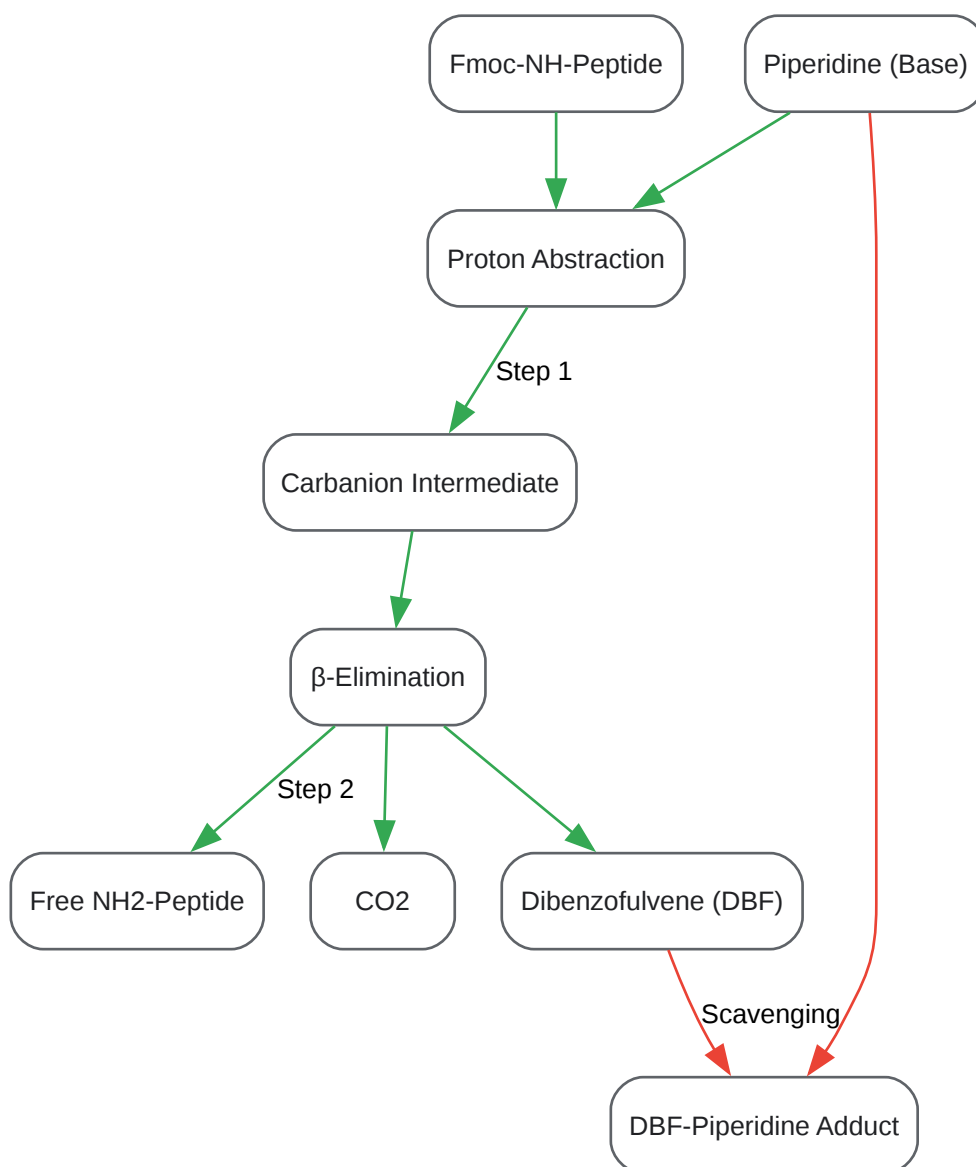 Fmoc-NH-Peptide
Piperidine (Base)
Proton Abstraction
Step 1
Carbanion Intermediate
β-Elimination
Step 2
Free NH2-Peptide
CO2
Dibenzofulvene (DBF)
Scavenging
DBF-Piperidine Adduct